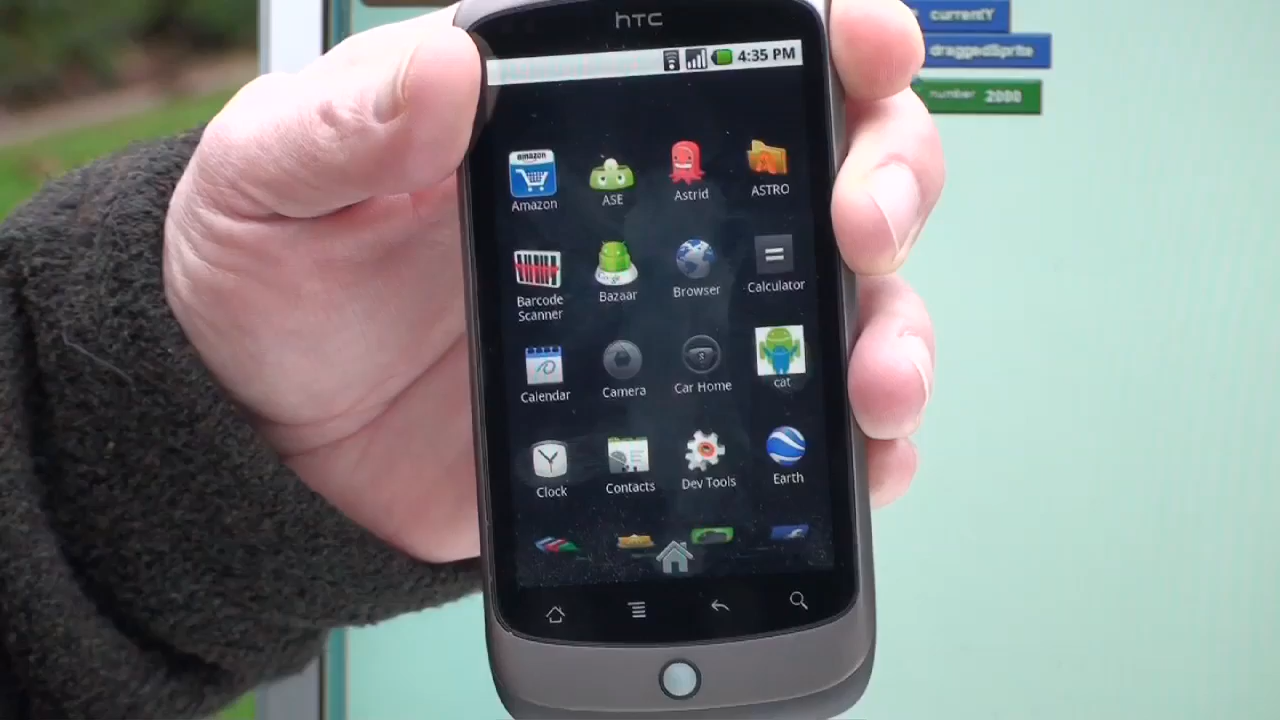 hTC
currentY
draggedSprite
number 2000
4:35 PM
amazon
Amazon
ASE
Astrid
ASTRO
Barcode
Scanner
Google
Bazaar
Browser
Calculator
Calendar
Camera
Car Home
cat
Clock
Contacts
Dev Tools
Earth